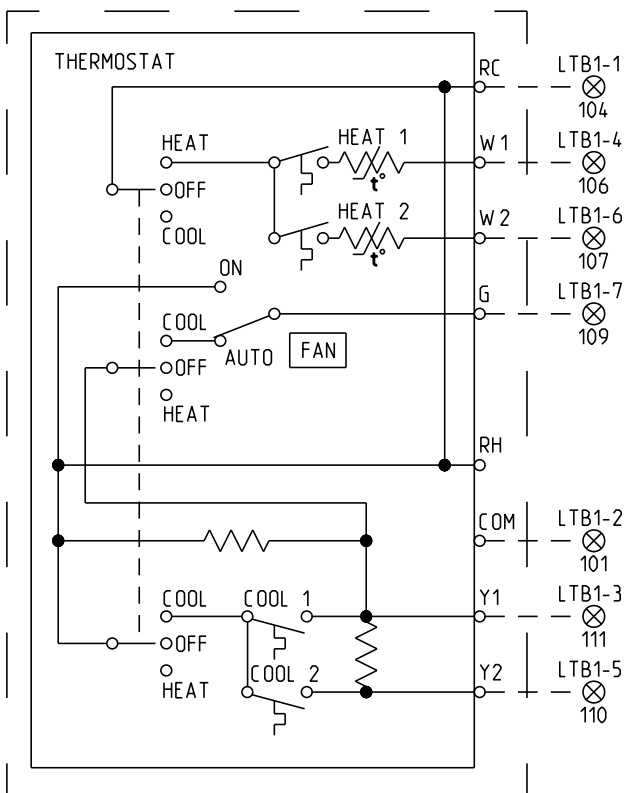 THERMOSTAT
RC
LTB1-1
104
HEAT
HEAT 1
W1
LTB1-4
OFF
t°
106
COOL
HEAT 2
W2
LTB1-6
t°
107
ON
G
LTB1-7
COOL
AUTO
FAN
109
OFF
HEAT
RH
COM
LTB1-2
101
COOL
COOL 1
Y1
LTB1-3
OFF
111
HEAT
COOL 2
Y2
LTB1-5
110